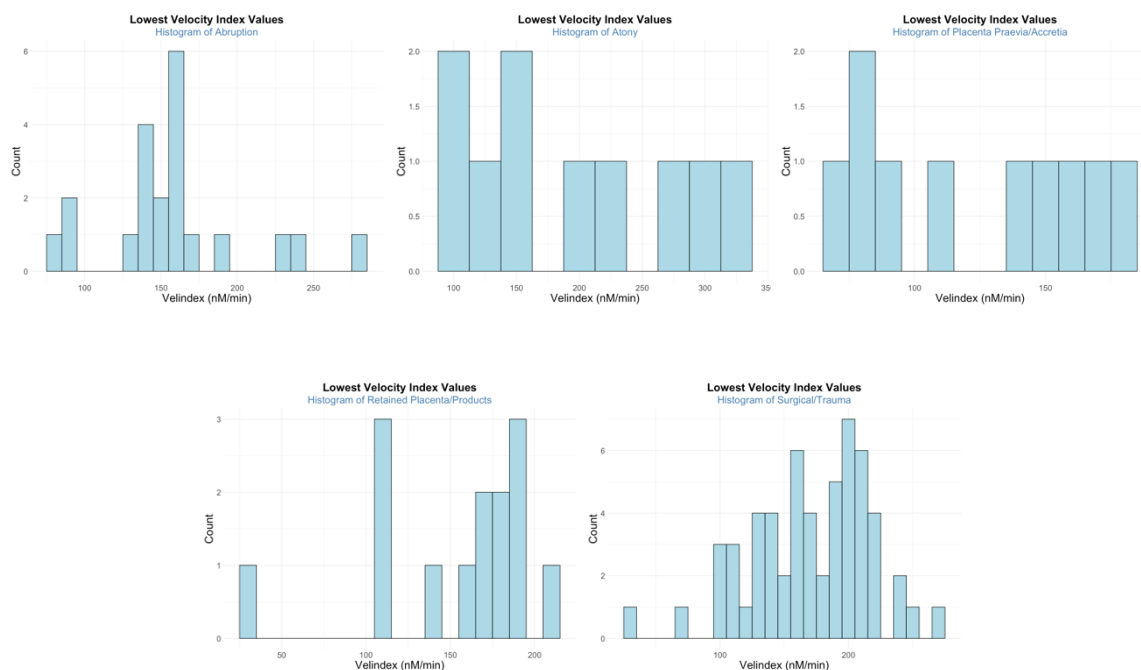 Lowest Velocity Index Values
Histogram of Abruption
6
4
2
0
Count
100 150 200 250
Velindex (nM/min)
Lowest Velocity Index Values
Histogram of Atony
2.0
1.5
1.0
0.5
0.0
Count
100 150 200 250 300 35
Velindex (nM/min)
Lowest Velocity Index Values
Histogram of Placenta Praevia/Accretia
2.0
1.5
1.0
0.5
0.0
Count
100 150
Velindex (nM/min)
Lowest Velocity Index Values
Histogram of Retained Placenta/Products
3
2
1
0
Count
50 100 150 200
Velindex (nM/min)
Lowest Velocity Index Values
Histogram of Surgical/Trauma
6
4
2
0
Count
100 200
Velindex (nM/min)